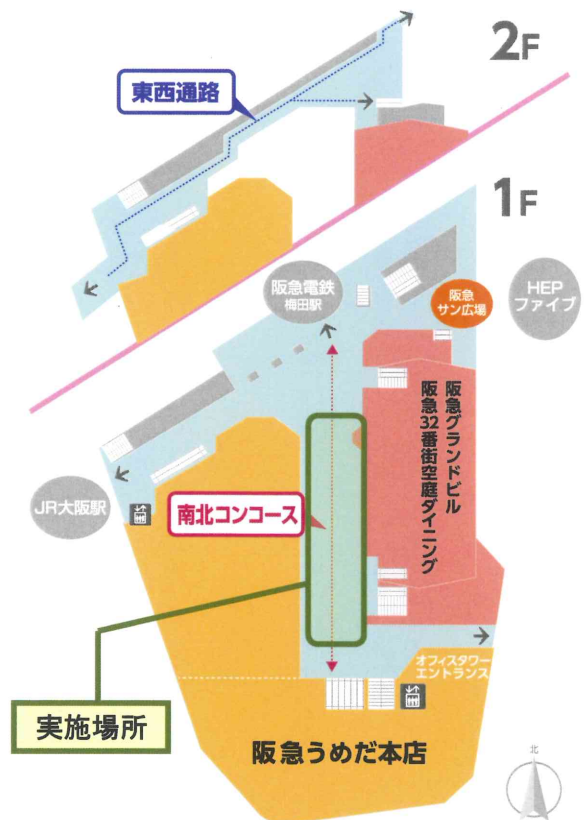 2F
東西通路
1F
阪急電鉄
梅田駅
阪急
サン広場
HEP
ファイブ
阪急グランドビル
阪急32番街空庭ダイニング
JR大阪駅
南北コンコース
オフィスタワー
エントランス
実施場所
阪急うめだ本店
北